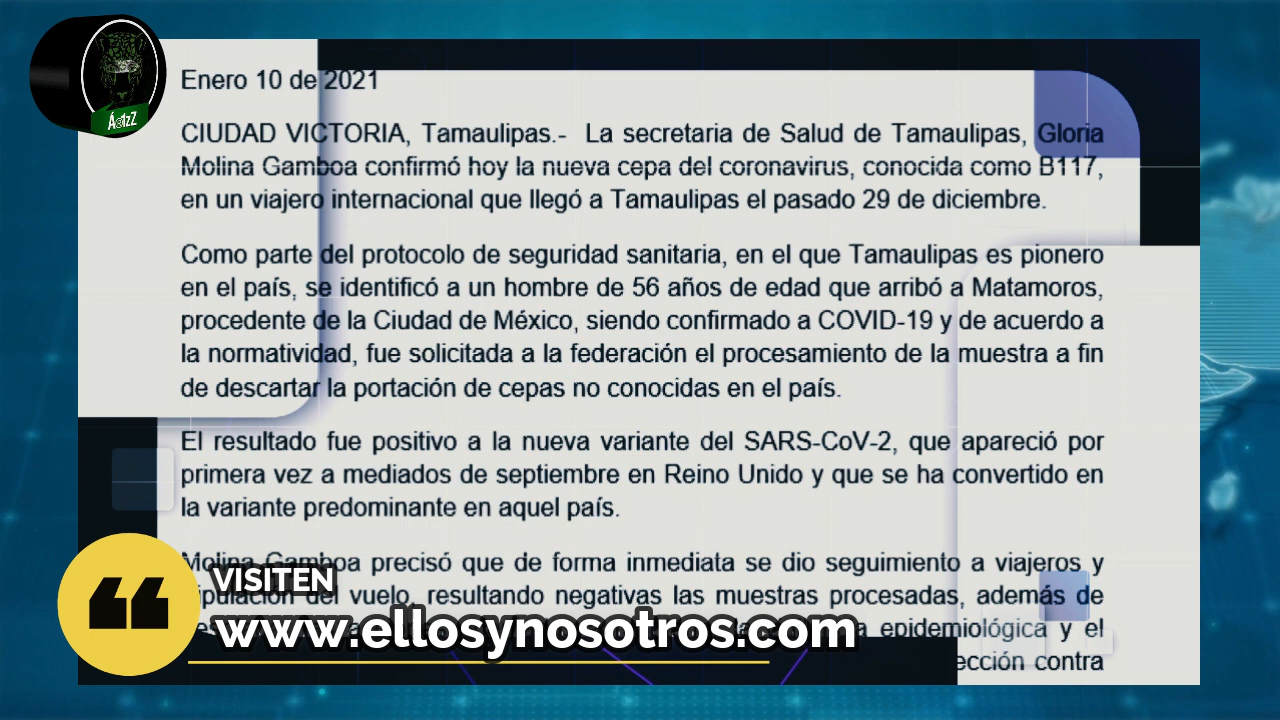 Á@1zZ
Enero 10 de 2021
CIUDAD VICTORIA, Tamaulipas.- La secretaria de Salud de Tamaulipas, Gloria
Molina Gamboa confirmó hoy la nueva cepa del coronavirus, conocida como B117,
en un viajero internacional que llegó a Tamaulipas el pasado 29 de diciembre.
Como parte del protocolo de seguridad sanitaria, en el que Tamaulipas es pionero
en el país, se identificó a un hombre de 56 años de edad que arribó a Matamoros,
procedente de la Ciudad de México, siendo confirmado a COVID-19 y de acuerdo a
la normatividad, fue solicitada a la federación el procesamiento de la muestra a fin
de descartar la portación de cepas no conocidas en el país.
El resultado fue positivo a la nueva variante del SARS-CoV-2, que apareció por
primera vez a mediados de septiembre en Reino Unido y que se ha convertido en
la variante predominante en aquel país.
Molina Gamboa precisó que de forma inmediata se dio seguimiento a viajeros y
del vuelo, resultando negativas las muestras procesadas, además de
epidemiológica y el
contra
VISITEN
www.ellosynosotros.com